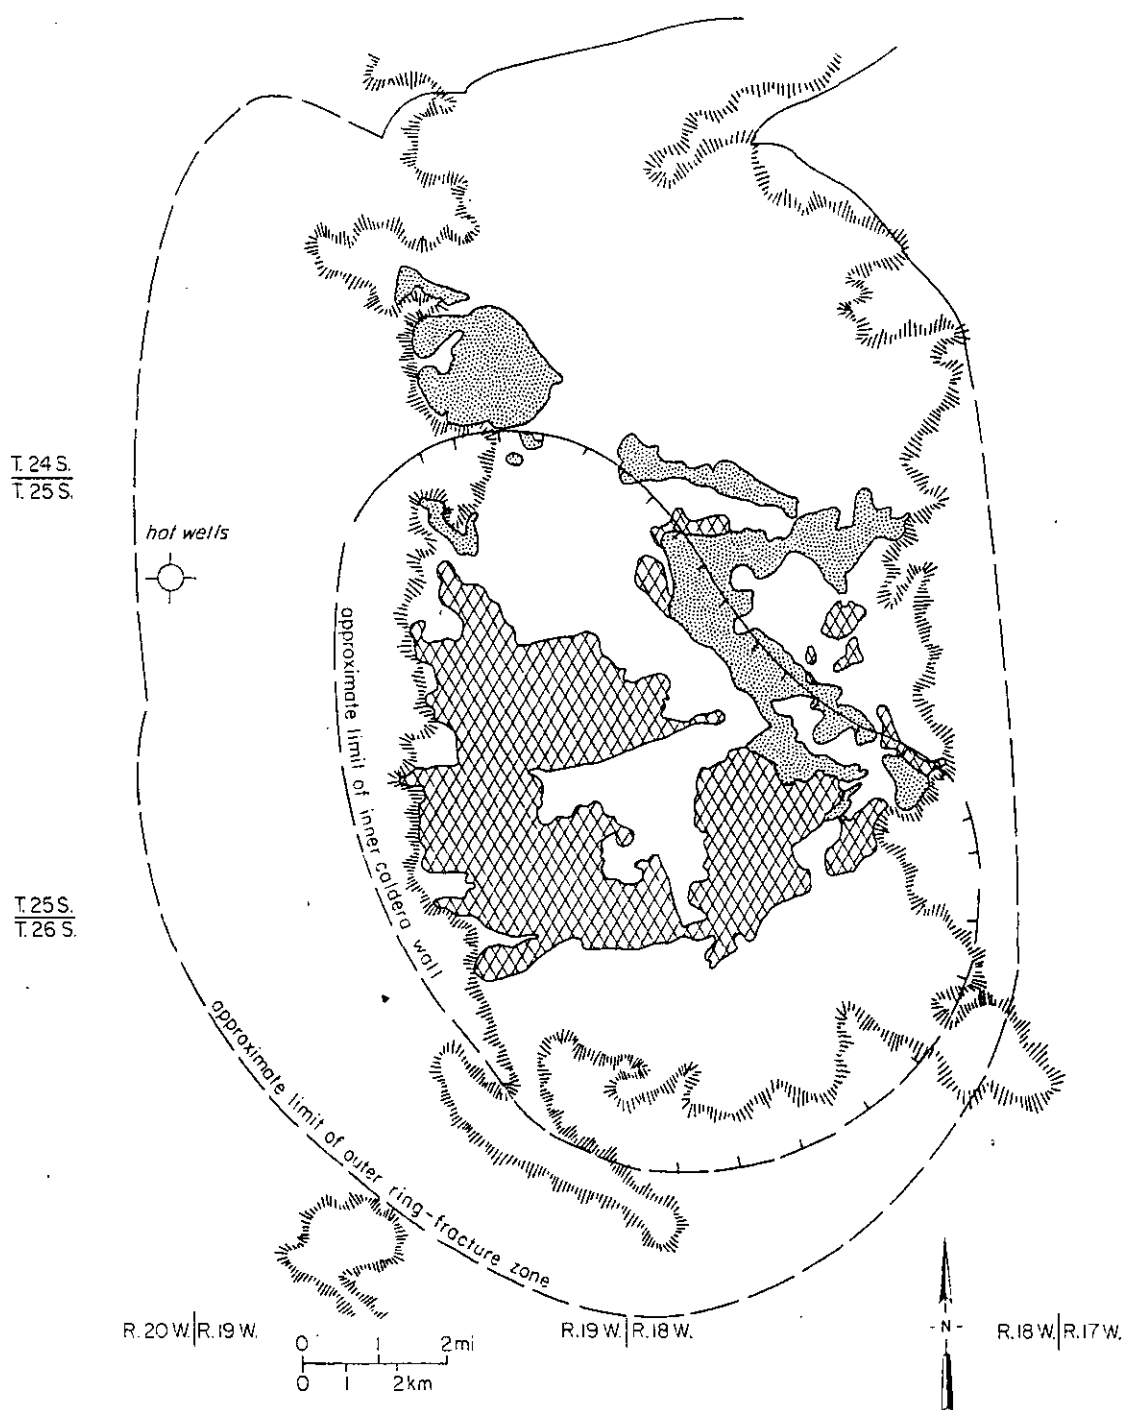 T. 24 S.
T. 25 S.
hot wells
approximate limit of inner caldera wall
T. 25 S.
T. 26 S.
approximate limit of outer ring-fracture zone
R. 20 W. R. 19 W.
R. 19 W. R. 18 W.
-N-
R. 18 W. R. 17 W.
0 1 2 mi
0 1 2 km